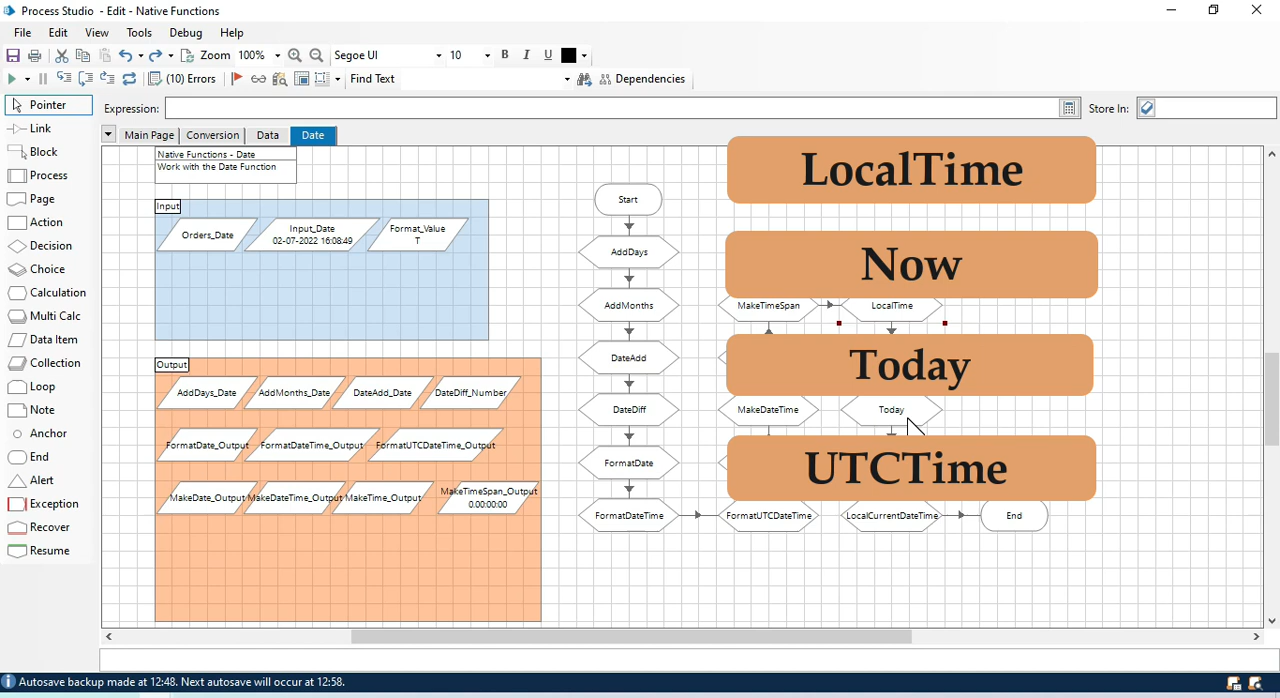 Process Studio - Edit - Native Functions
File Edit View Tools Debug Help
Zoom 100% Segoe UI 10 B I U
(10) Errors Find Text Dependencies
Pointer
Link
Block
Process
Page
Action
Decision
Choice
Calculation
Multi Calc
Data Item
Collection
Loop
Note
Anchor
End
Alert
Exception
Recover
Resume
Expression: Store In:
Main Page Conversion Data Date
Native Functions - Date
Work with the Date Function
Input
Orders_Date
Input_Date
02-07-2022 16:08:49
Format_Value
T
Output
AddDays_Date AddMonths_Date DateAdd_Date DateDiff_Number
FormatDate_Output FormatDateTime_Output FormatUTCDateTime_Output
MakeDate_Output MakeDateTime_Output MakeTime_Output
MakeTimeSpan_Output
0.00:00:00
Start
AddDays
AddMonths
DateAdd
DateDiff
FormatDate
FormatDateTime
LocalTime
Now
MakeTimeSpan LocalTime
Today
MakeDateTime Today
UTCTime
FormatUTCDateTime LocalCurrentDateTime End
Autosave backup made at 12:48. Next autosave will occur at 12:58.